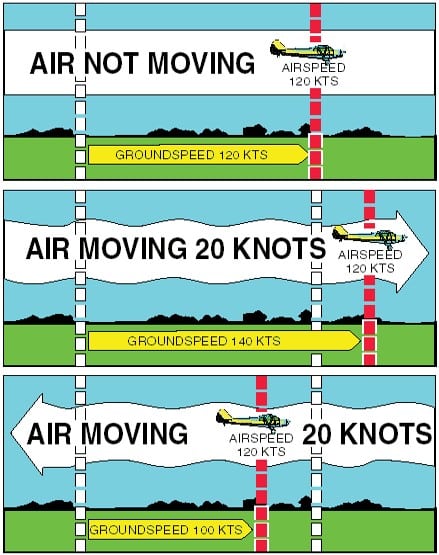 AIR NOT MOVING
AIRSPEED
120 KTS
GROUNDSPEED 120 KTS
AIR MOVING 20 KNOTS
AIRSPEED
120 KTS
GROUNDSPEED 140 KTS
AIR MOVING 20 KNOTS
AIRSPEED
120 KTS
GROUNDSPEED 100 KTS